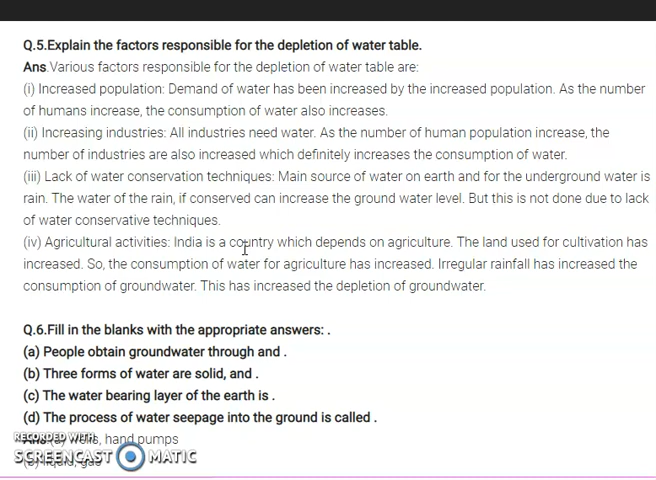 Q.5.Explain the factors responsible for the depletion of water table.
Ans.Various factors responsible for the depletion of water table are:
(i) Increased population: Demand of water has been increased by the increased population. As the number
of humans increase, the consumption of water also increases.
(ii) Increasing industries: All industries need water. As the number of human population increase, the
number of industries are also increased which definitely increases the consumption of water.
(iii) Lack of water conservation techniques: Main source of water on earth and for the underground water is
rain. The water of the rain, if conserved can increase the ground water level. But this is not done due to lack
of water conservative techniques.
(iv) Agricultural activities: India is a country which depends on agriculture. The land used for cultivation has
increased. So, the consumption of water for agriculture has increased. Irregular rainfall has increased the
consumption of groundwater. This has increased the depletion of groundwater.
Q.6.Fill in the blanks with the appropriate answers: .
(a) People obtain groundwater through and .
(b) Three forms of water are solid, and .
(c) The water bearing layer of the earth is .
(d) The process of water seepage into the ground is called .
Ans.(a) wells, hand pumps
(b) liquid, gas
RECORDED WITH
SCREENCAST MATIC